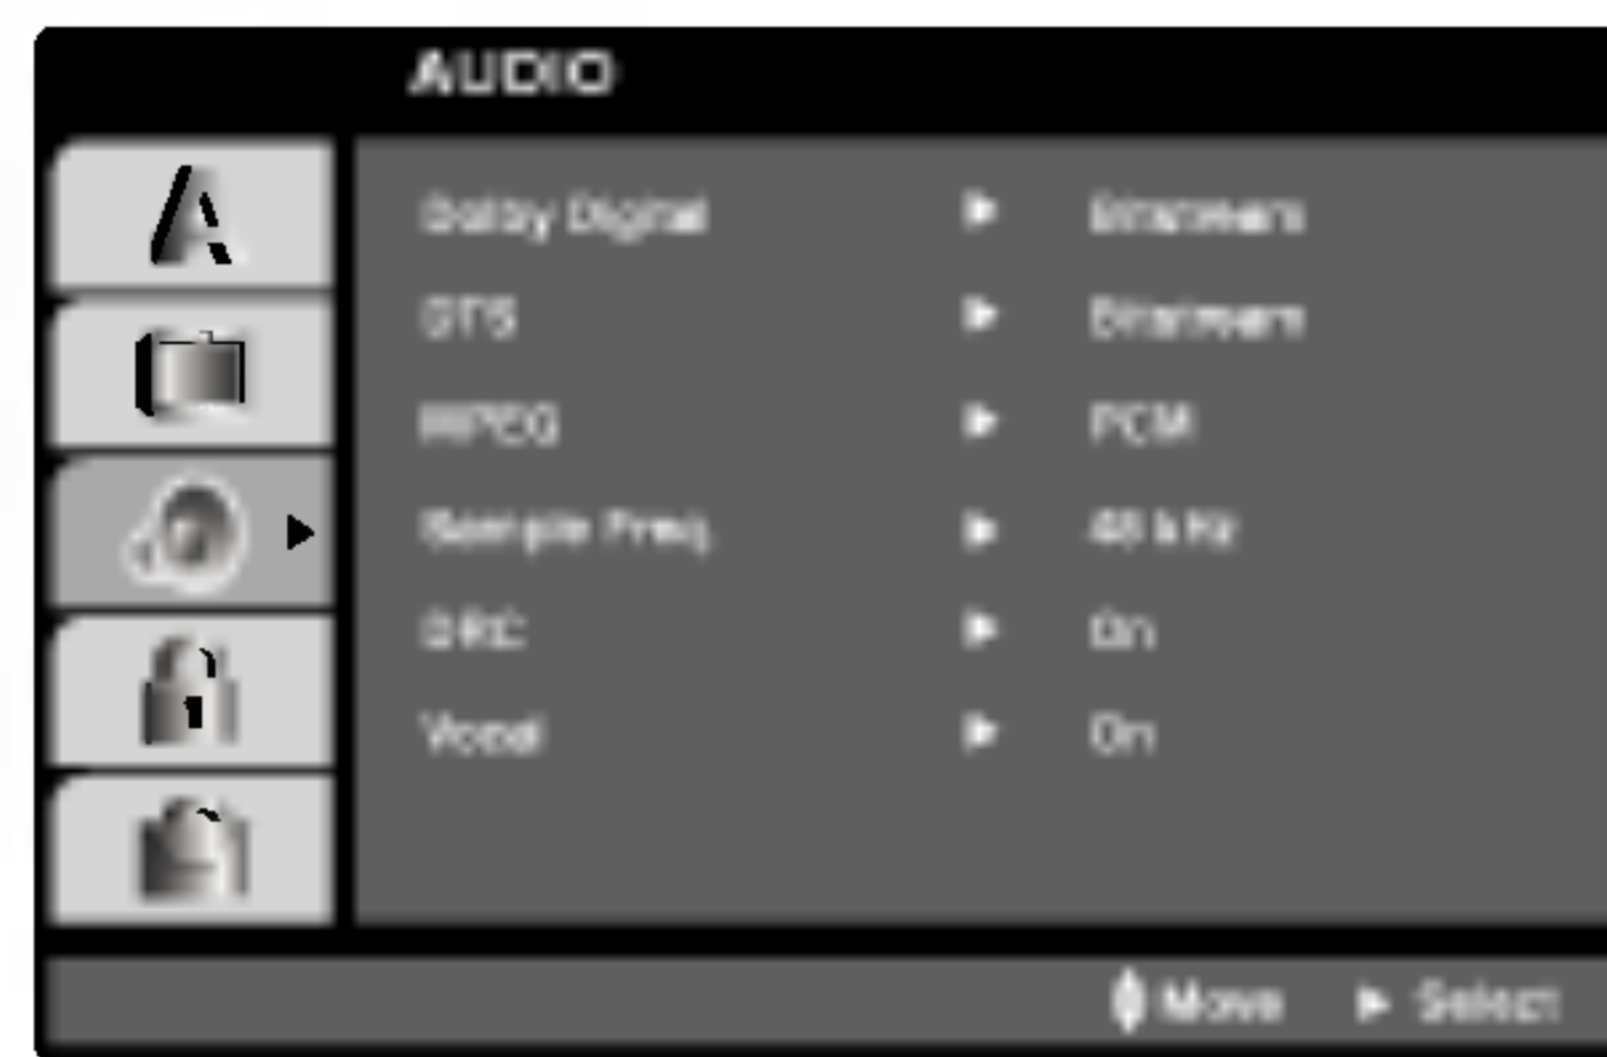 AUDIO
A
Dolby Digital ▶ Bitstream
DTS ▶ Bitstream
MPEG ▶ PCM
Sample Freq. ▶ 48 kHz
DRC ▶ On
Vocal ▶ On
Move ▶ Select